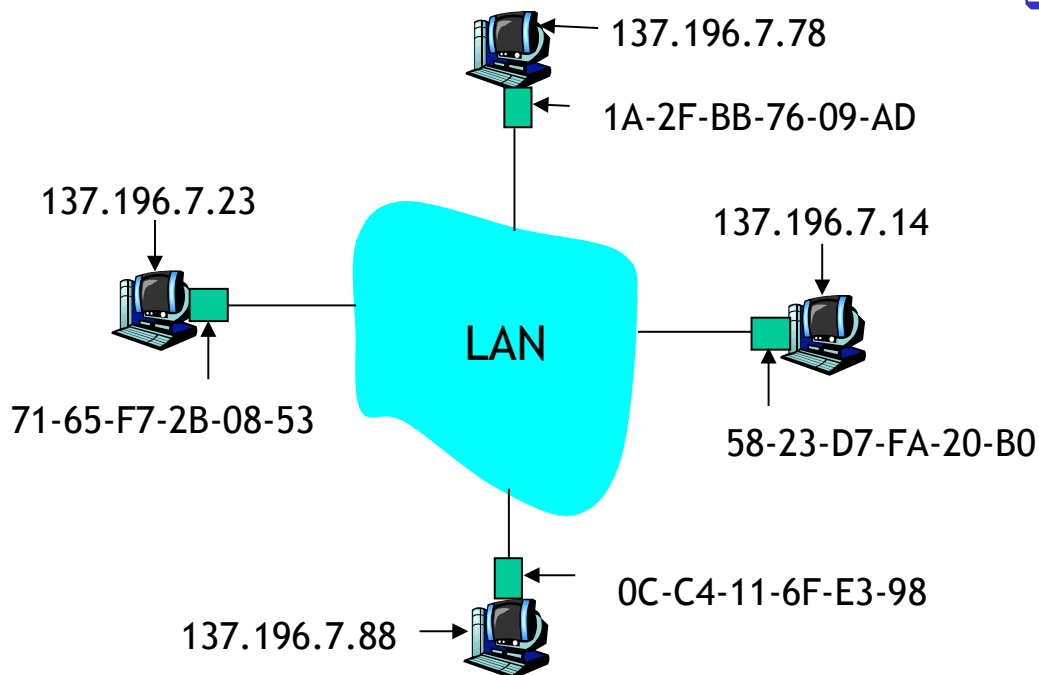 137.196.7.78
1A-2F-BB-76-09-AD
137.196.7.23
137.196.7.14
LAN
71-65-F7-2B-08-53
58-23-D7-FA-20-B0
0C-C4-11-6F-E3-98
137.196.7.88